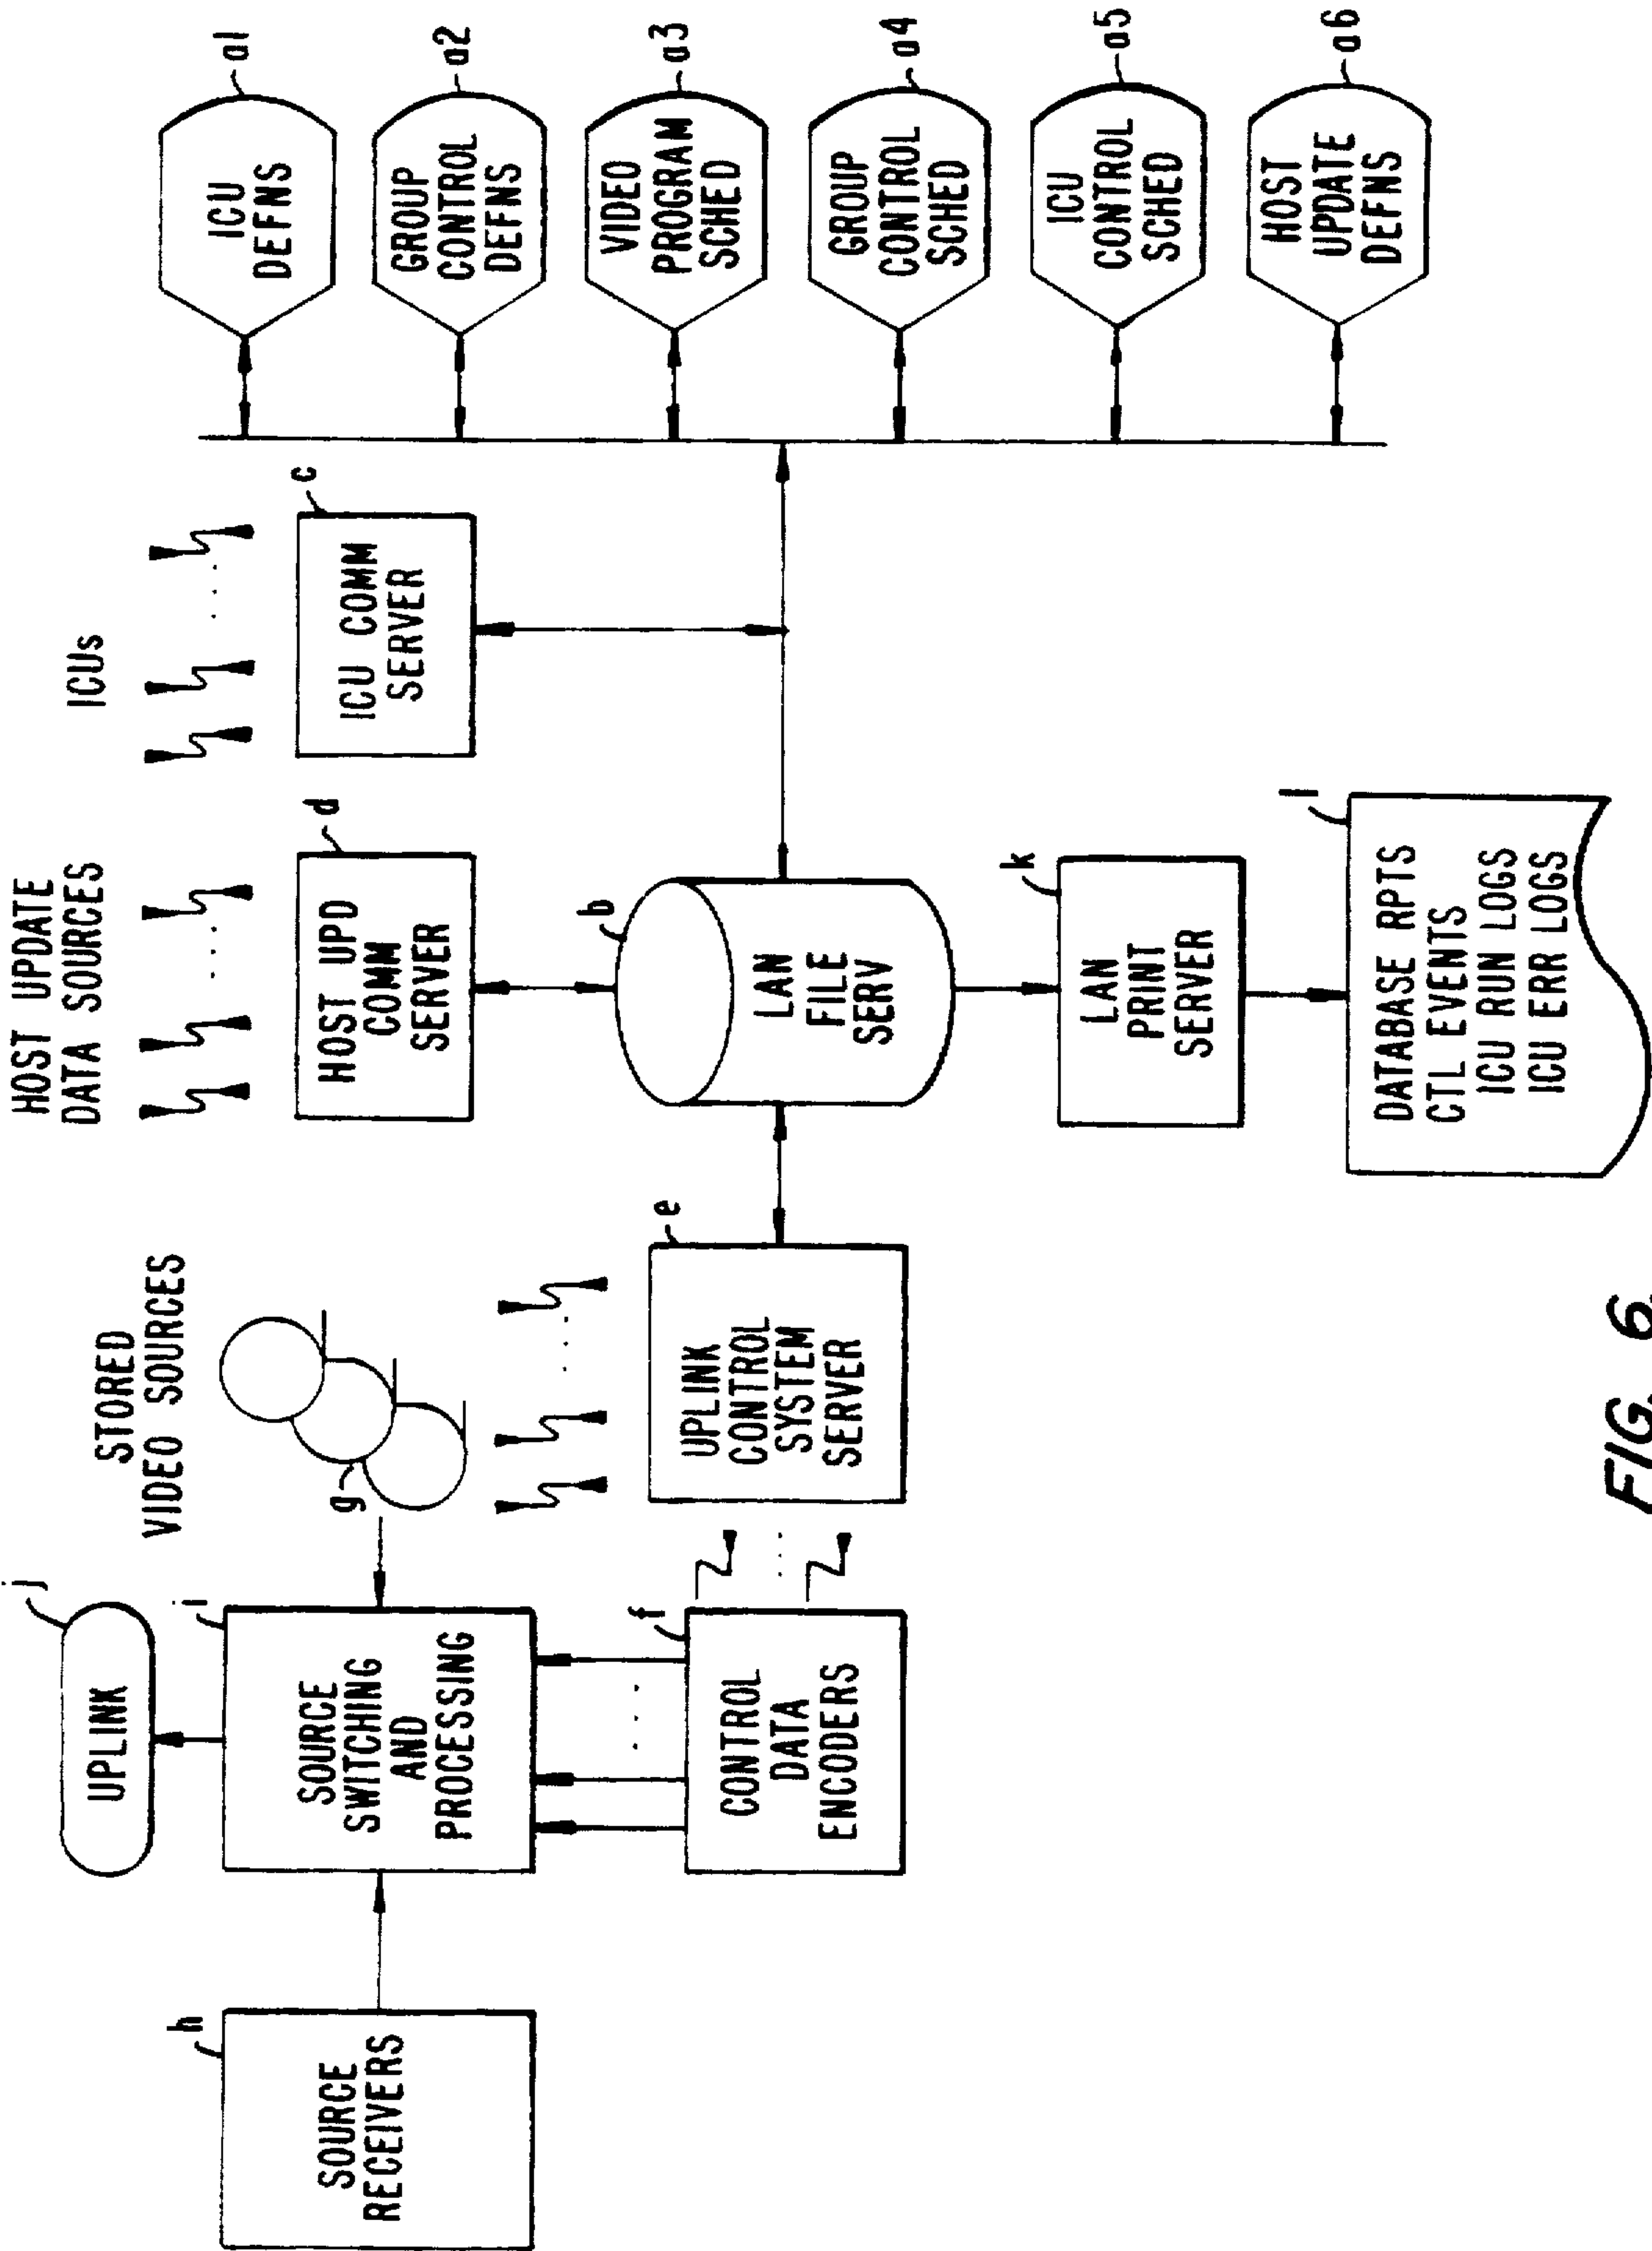 HOST UPDATE
DATA SOURCES
ICUs
STORED
VIDEO SOURCES
j
UPLINK
h
SOURCE
RECEIVERS
i
SOURCE
SWITCHING
AND
PROCESSING
g
d
HOST UPD
COMM
SERVER
c
ICU COMM
SERVER
f
CONTROL
DATA
ENCODERS
e
UPLINK
CONTROL
SYSTEM
SERVER
b
LAN
FILE
SERV
k
LAN
PRINT
SERVER
l
DATABASE RPTS
CTL EVENTS
ICU RUN LOGS
ICU ERR LOGS
a1
ICU
DEFNS
a2
GROUP
CONTROL
DEFNS
a3
VIDEO
PROGRAM
SCHED
a4
GROUP
CONTROL
SCHED
a5
ICU
CONTROL
SCHED
a6
HOST
UPDATE
DEFNS
FIG. 6.